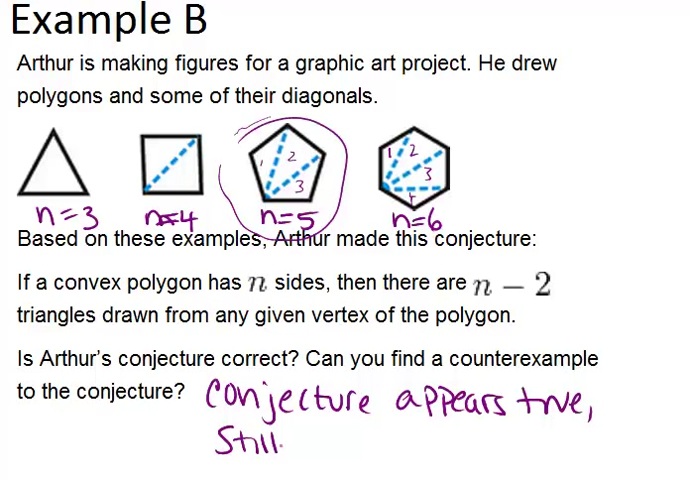 Example B
Arthur is making figures for a graphic art project. He drew
polygons and some of their diagonals.
1 2 3 1 2 3 4
n=3 n=4 n=5 n=6
Based on these examples, Arthur made this conjecture:
If a convex polygon has n sides, then there are n − 2
triangles drawn from any given vertex of the polygon.
Is Arthur's conjecture correct? Can you find a counterexample
to the conjecture? Conjecture appears true,
Still